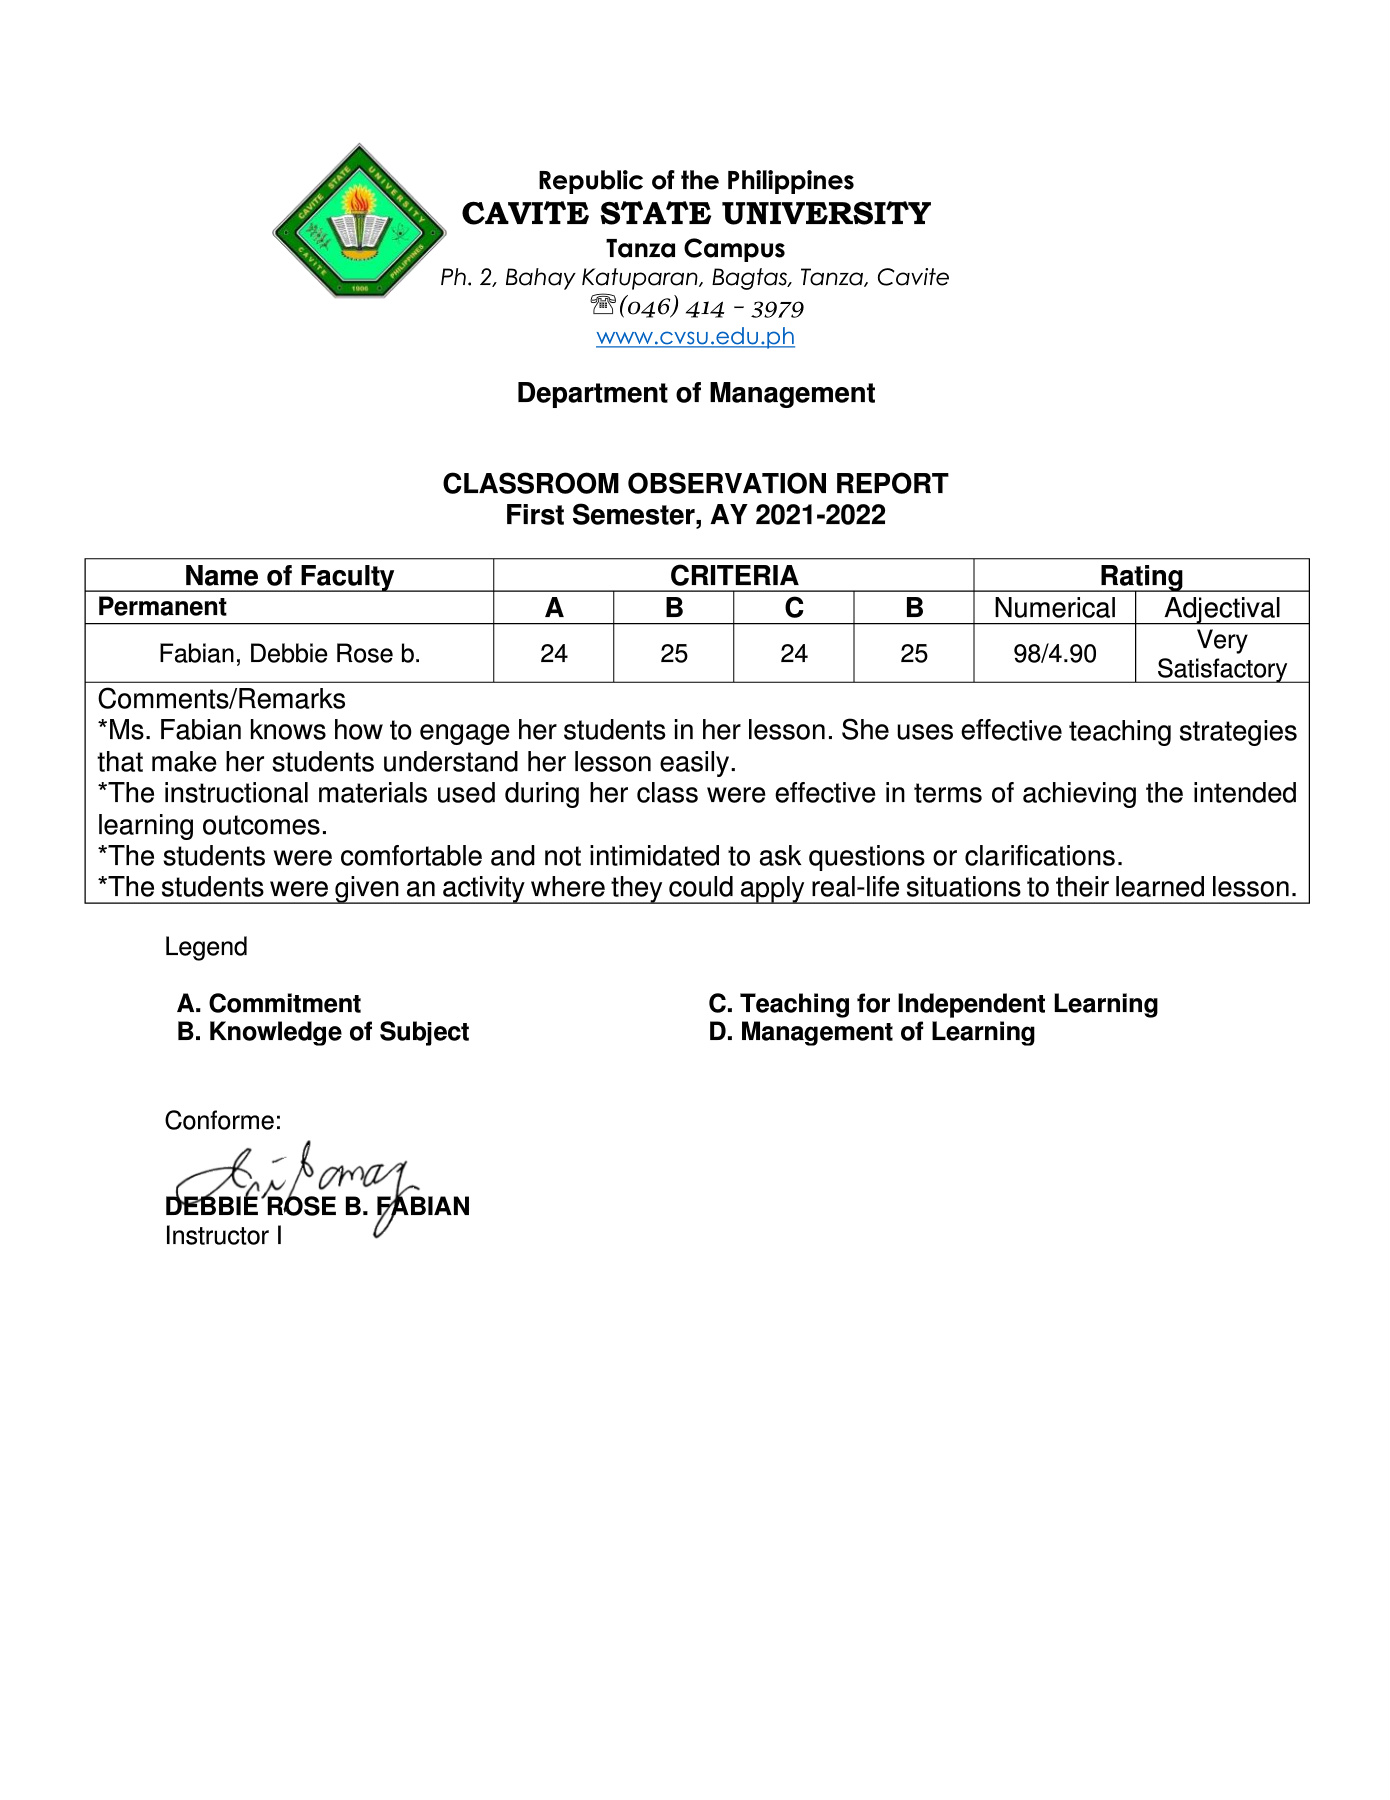 CAVITE STATE UNIVERSITY
CAVITE PHILIPPINES
1906
Republic of the Philippines
CAVITE STATE UNIVERSITY
Tanza Campus
Ph. 2, Bahay Katuparan, Bagtas, Tanza, Cavite
☏(046) 414 – 3979
www.cvsu.edu.ph
Department of Management
CLASSROOM OBSERVATION REPORT
First Semester, AY 2021-2022
Name of Faculty CRITERIA Rating
Permanent A B C B Numerical Adjectival
Fabian, Debbie Rose b. 24 25 24 25 98/4.90 Very Satisfactory
Comments/Remarks
*Ms. Fabian knows how to engage her students in her lesson. She uses effective teaching strategies
that make her students understand her lesson easily.
*The instructional materials used during her class were effective in terms of achieving the intended
learning outcomes.
*The students were comfortable and not intimidated to ask questions or clarifications.
*The students were given an activity where they could apply real-life situations to their learned lesson.
Legend
A. Commitment C. Teaching for Independent Learning
B. Knowledge of Subject D. Management of Learning
Conforme:
DEBBIE ROSE B. FABIAN
Instructor I